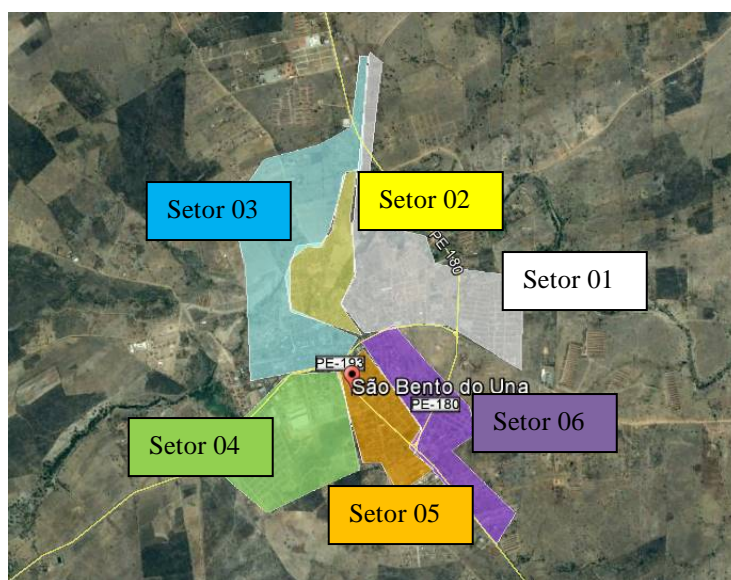 Setor 03
Setor 02
PE-180
Setor 01
PE-193
São Bento do Una
PE-180
Setor 06
Setor 04
Setor 05